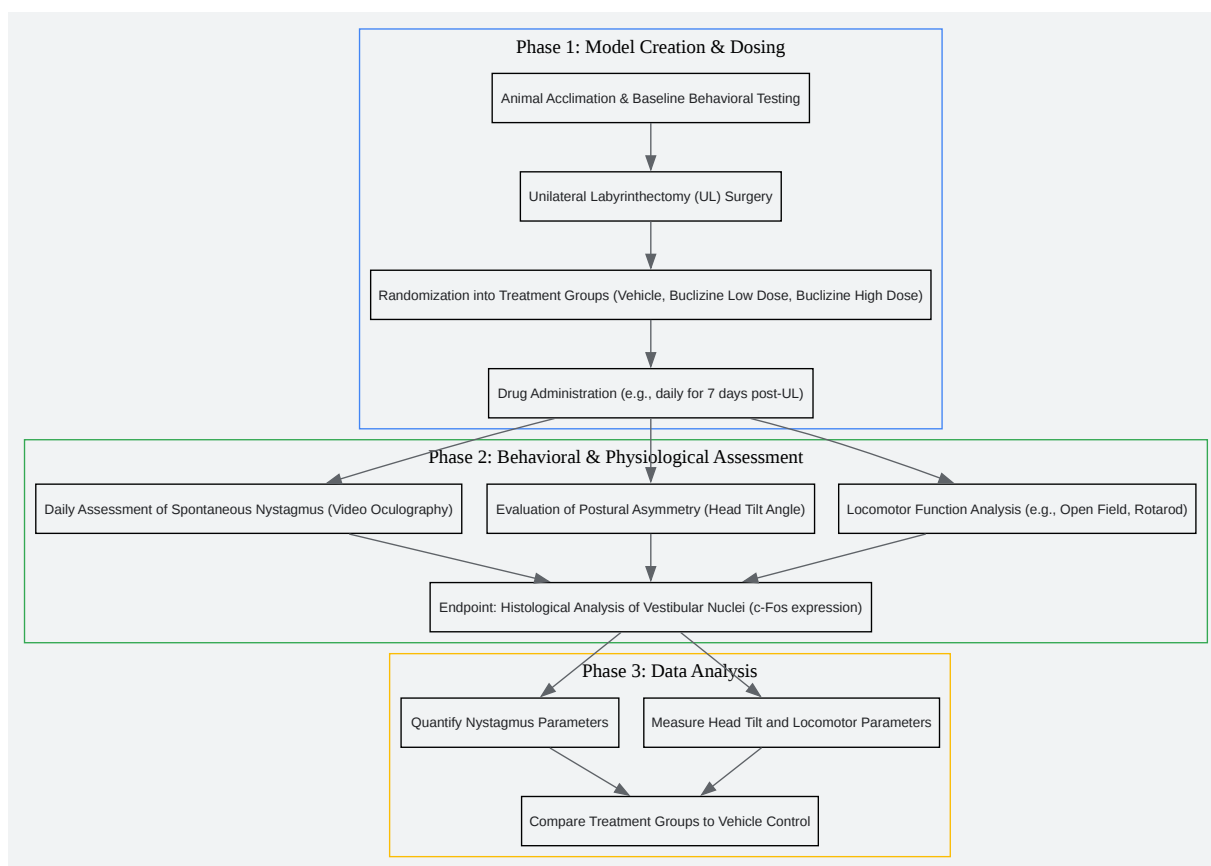 Phase 1: Model Creation & Dosing
Animal Acclimation & Baseline Behavioral Testing
Unilateral Labyrinthectomy (UL) Surgery
Randomization into Treatment Groups (Vehicle, Buclizine Low Dose, Buclizine High Dose)
Drug Administration (e.g., daily for 7 days post-UL)
Phase 2: Behavioral & Physiological Assessment
Daily Assessment of Spontaneous Nystagmus (Video Oculography)
Evaluation of Postural Asymmetry (Head Tilt Angle)
Locomotor Function Analysis (e.g., Open Field, Rotarod)
Endpoint: Histological Analysis of Vestibular Nuclei (c-Fos expression)
Phase 3: Data Analysis
Quantify Nystagmus Parameters
Measure Head Tilt and Locomotor Parameters
Compare Treatment Groups to Vehicle Control